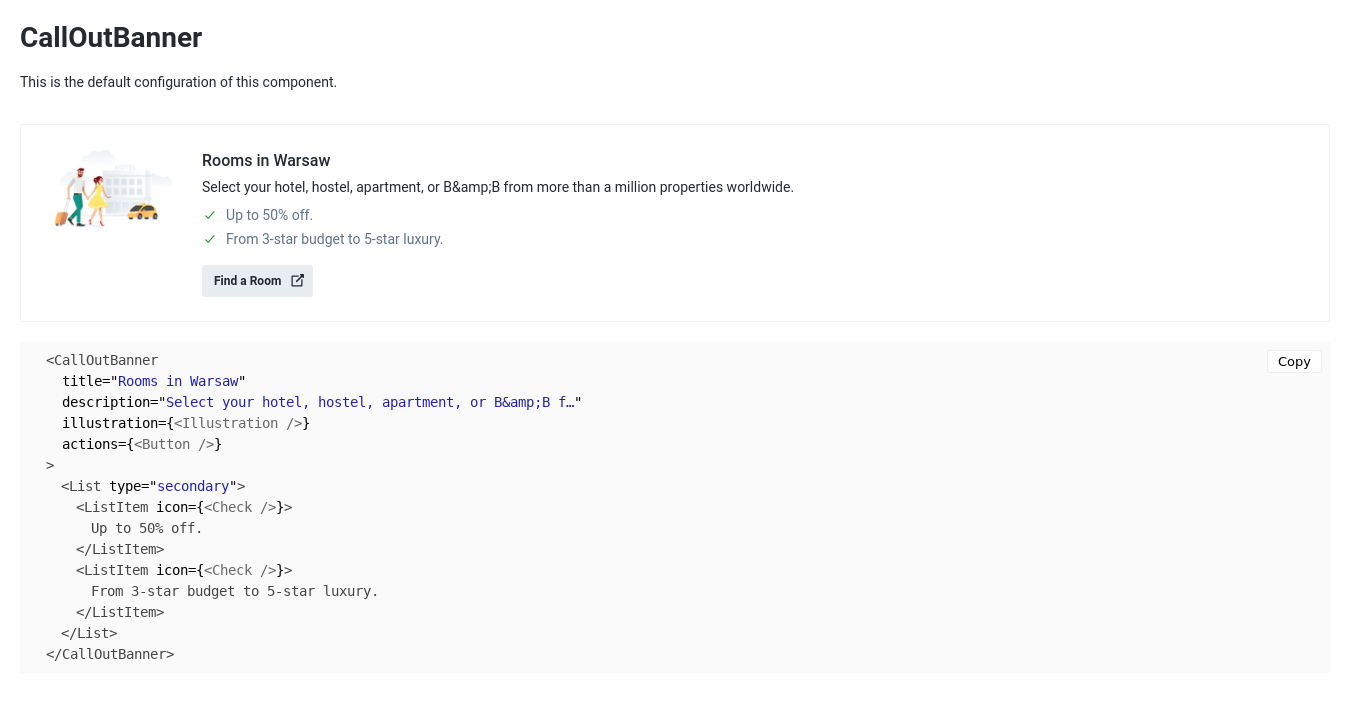 CallOutBanner
This is the default configuration of this component.
HOTEL
Rooms in Warsaw
Select your hotel, hostel, apartment, or B&amp;B from more than a million properties worldwide.
Up to 50% off.
From 3-star budget to 5-star luxury.
Find a Room
Copy
<CallOutBanner
title="Rooms in Warsaw"
description="Select your hotel, hostel, apartment, or B&amp;B f…"
illustration={<Illustration />}
actions={<Button />}
>
<List type="secondary">
<ListItem icon={<Check />}>
Up to 50% off.
</ListItem>
<ListItem icon={<Check />}>
From 3-star budget to 5-star luxury.
</ListItem>
</List>
</CallOutBanner>